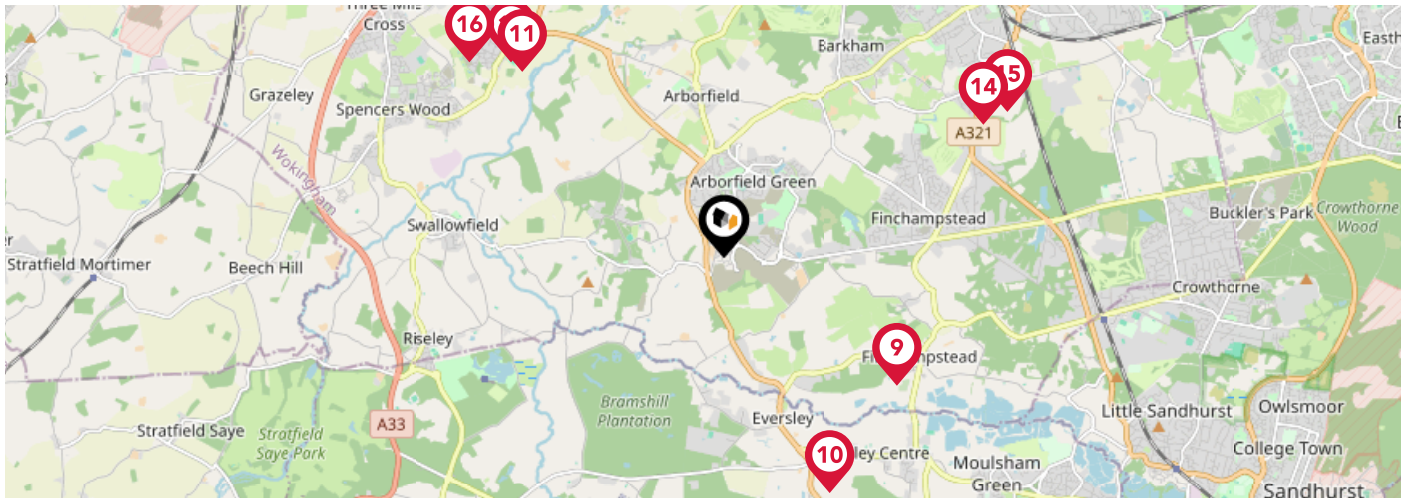 Cross
16
11
Barkham
Grazeley
Arborfield
Spencers Wood
15
14
A321
Wokingham
Arborfield Green
Finchampstead
Buckler's Park
Crowthorne
Wood
Swallowfield
Stratfield Mortimer
Beech Hill
Crowthorne
Riseley
9
Bramshill
Plantation
Little Sandhurst
Owlsmoor
A33
Eversley
Stratfield Saye
Stratfield
Saye Park
10
ley Centre
College Town
Moulsham
Green
Sandhurst